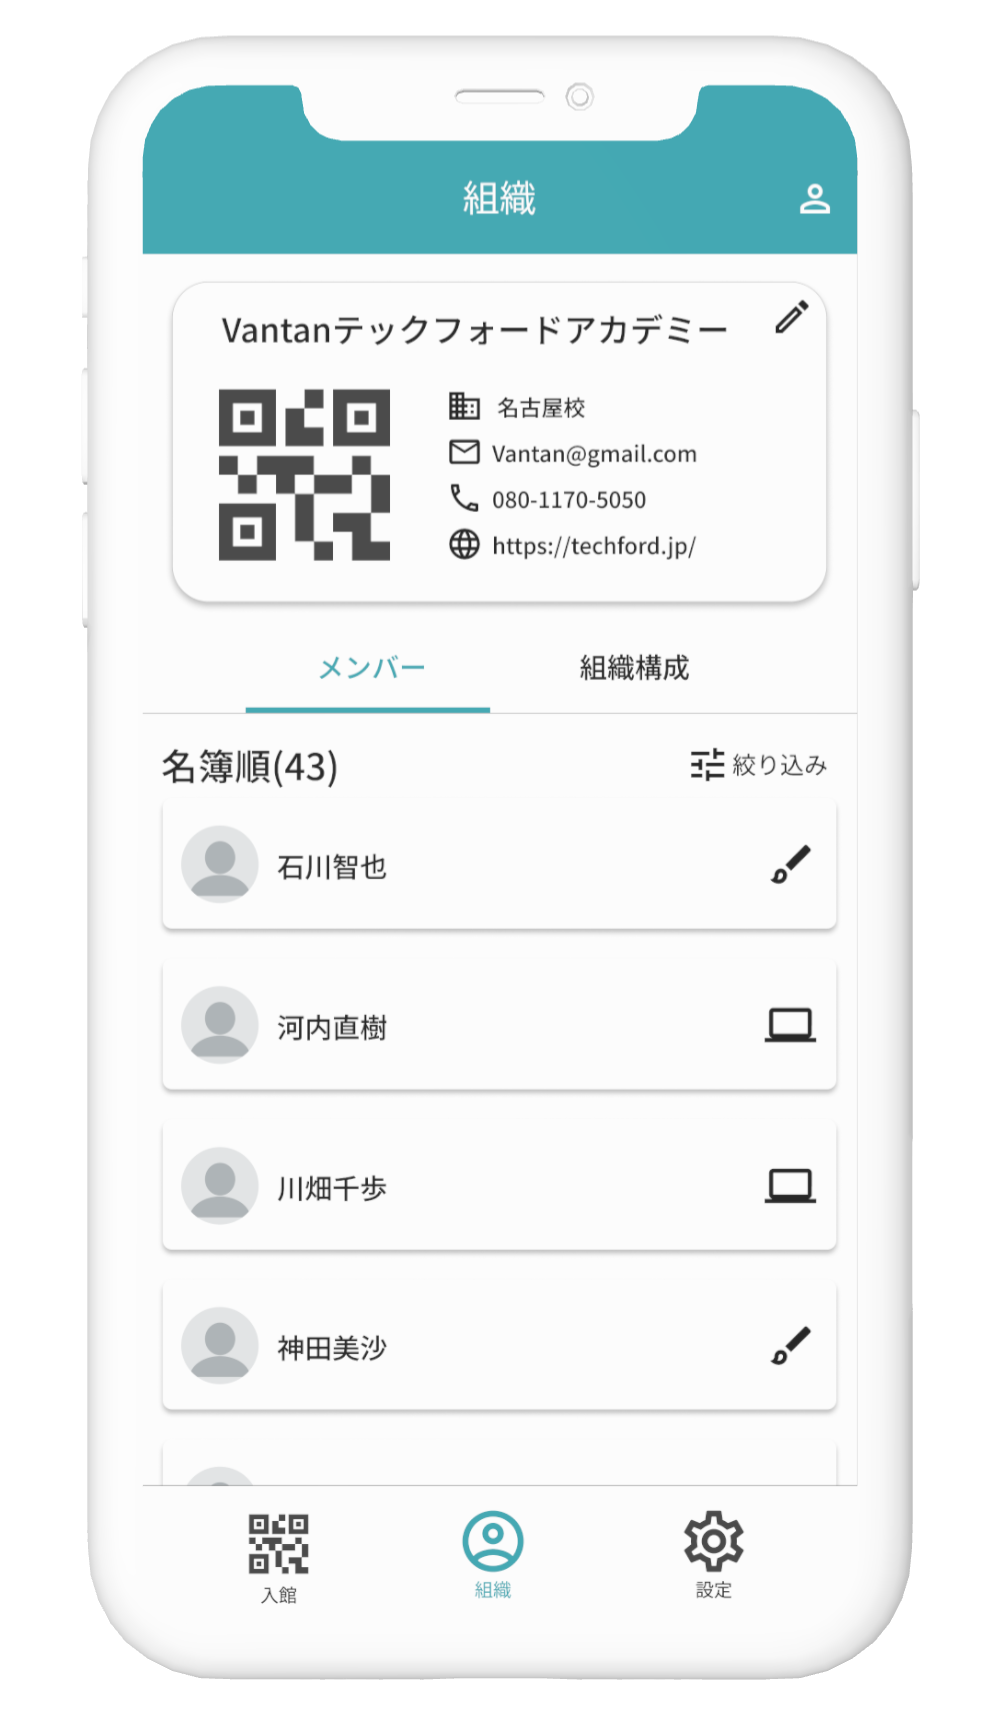 組織
Vantanテックフォードアカデミー
名古屋校
Vantan@gmail.com
080-1170-5050
https://techford.jp/
メンバー
組織構成
名簿順(43)
絞り込み
石川智也
河内直樹
川畑千歩
神田美沙
入館
組織
設定